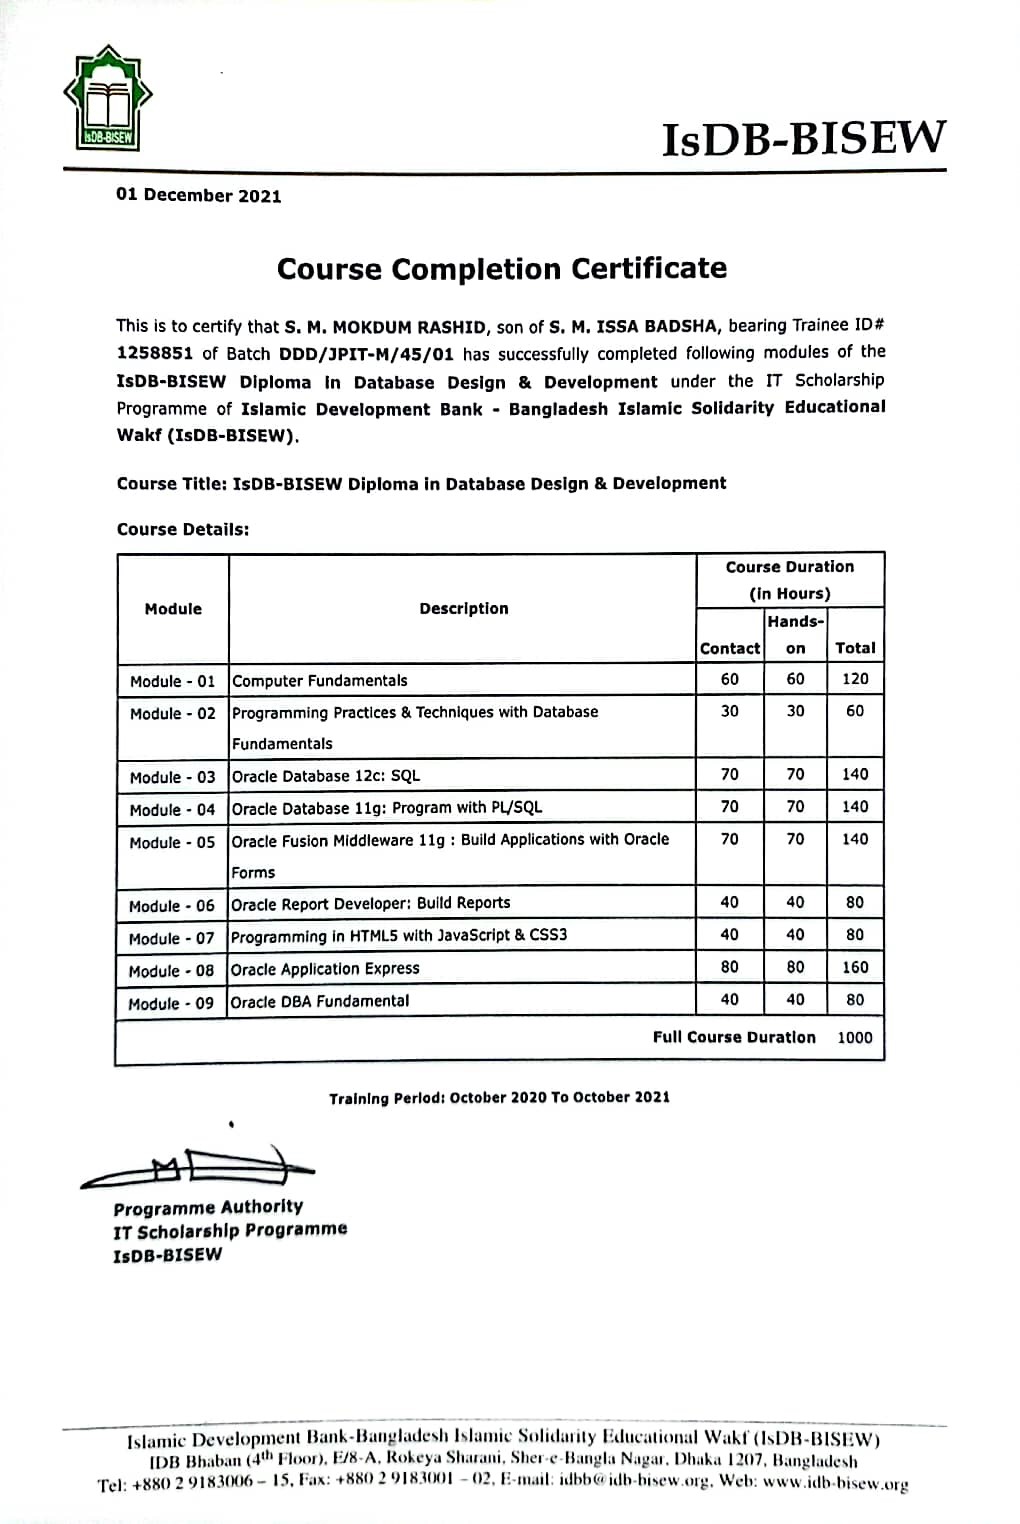 IsDB-BISEW
IsDB-BISEW
01 December 2021
Course Completion Certificate
This is to certify that S. M. MOKDUM RASHID, son of S. M. ISSA BADSHA, bearing Trainee ID#
1258851 of Batch DDD/JPIT-M/45/01 has successfully completed following modules of the
IsDB-BISEW Diploma in Database Design & Development under the IT Scholarship
Programme of Islamic Development Bank - Bangladesh Islamic Solidarity Educational
Wakf (IsDB-BISEW).
Course Title: IsDB-BISEW Diploma in Database Design & Development
Course Details:
Module Description Course Duration
(in Hours)
Contact Hands-
on Total
Module - 01 Computer Fundamentals 60 60 120
Module - 02 Programming Practices & Techniques with Database 30 30 60
Fundamentals
Module - 03 Oracle Database 12c: SQL 70 70 140
Module - 04 Oracle Database 11g: Program with PL/SQL 70 70 140
Module - 05 Oracle Fusion Middleware 11g : Build Applications with Oracle 70 70 140
Forms
Module - 06 Oracle Report Developer: Build Reports 40 40 80
Module - 07 Programming in HTML5 with JavaScript & CSS3 40 40 80
Module - 08 Oracle Application Express 80 80 160
Module - 09 Oracle DBA Fundamental 40 40 80
Full Course Duration 1000
Training Period: October 2020 To October 2021
Programme Authority
IT Scholarship Programme
IsDB-BISEW
Islamic Development Bank-Bangladesh Islamic Solidarity Educational Wakf (IsDB-BISEW)
IDB Bhaban (4th Floor), E/8-A, Rokeya Sharani, Sher-e-Bangla Nagar, Dhaka 1207, Bangladesh
Tel: +880 2 9183006 – 15, Fax: +880 2 9183001 – 02, E-mail: idbb@idb-bisew.org, Web: www.idb-bisew.org